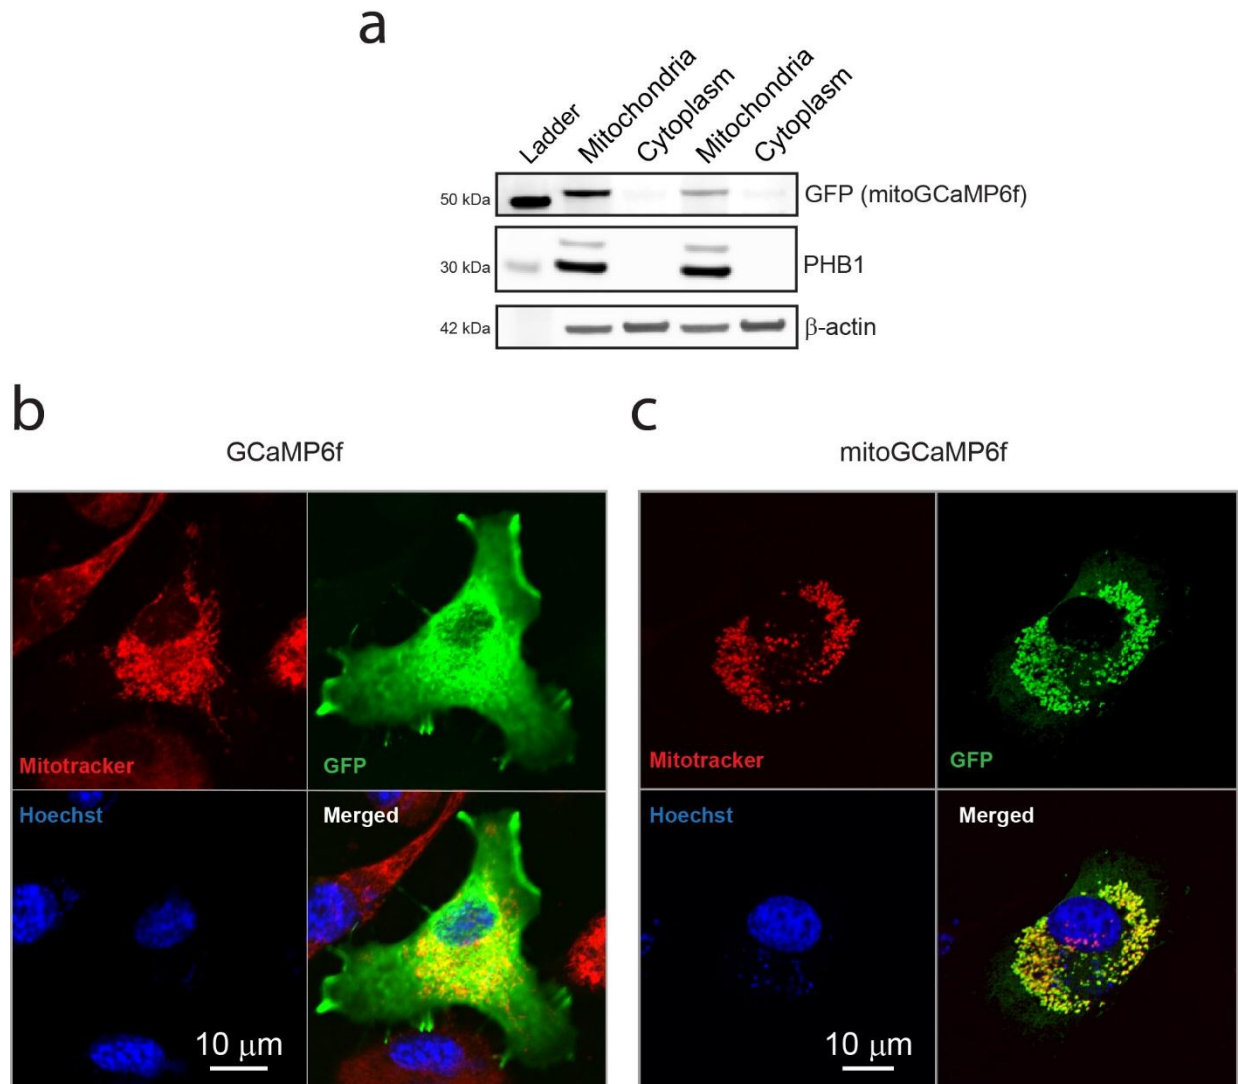 a
Ladder
Mitochondria
Cytoplasm
Mitochondria
Cytoplasm
50 kDa
GFP (mitoGCaMP6f)
30 kDa
PHB1
42 kDa
β-actin
b
GCaMP6f
Mitotracker
GFP
Hoechst
Merged
10 μm
c
mitoGCaMP6f
Mitotracker
GFP
Hoechst
Merged
10 μm